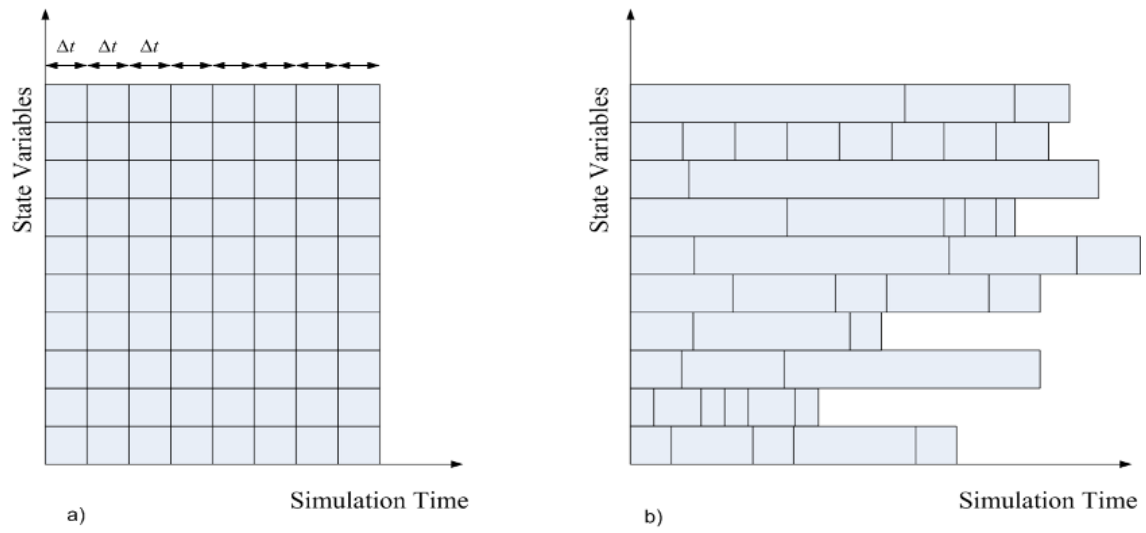 Δt Δt Δt
State Variables
Simulation Time
a)
State Variables
Simulation Time
b)